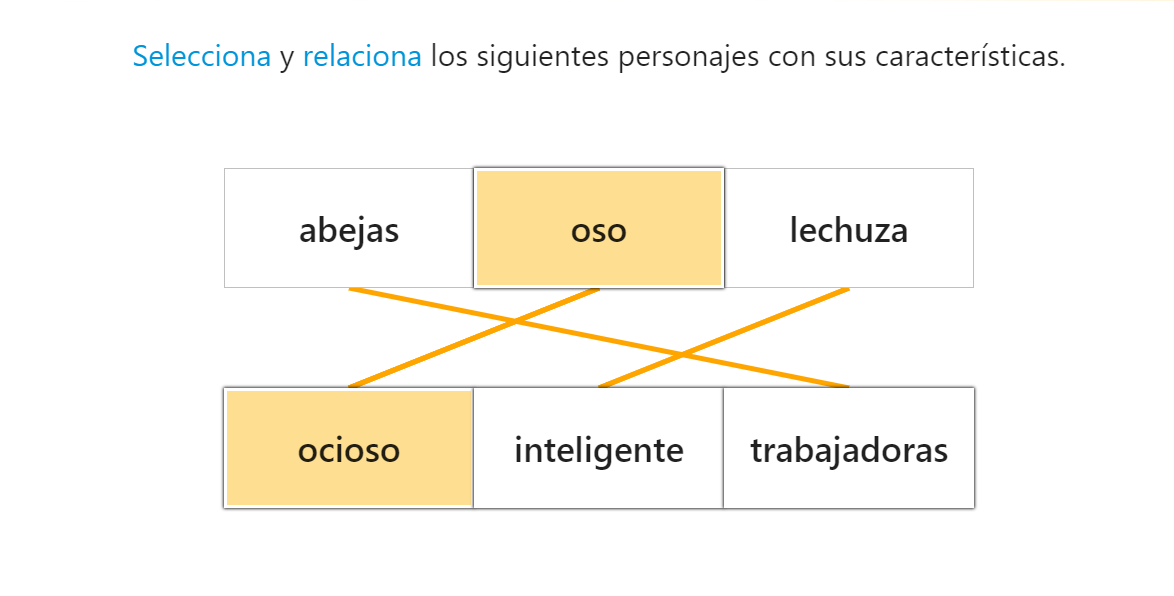 Selecciona y relaciona los siguientes personajes con sus características.
abejas oso lechuza
ocioso inteligente trabajadoras